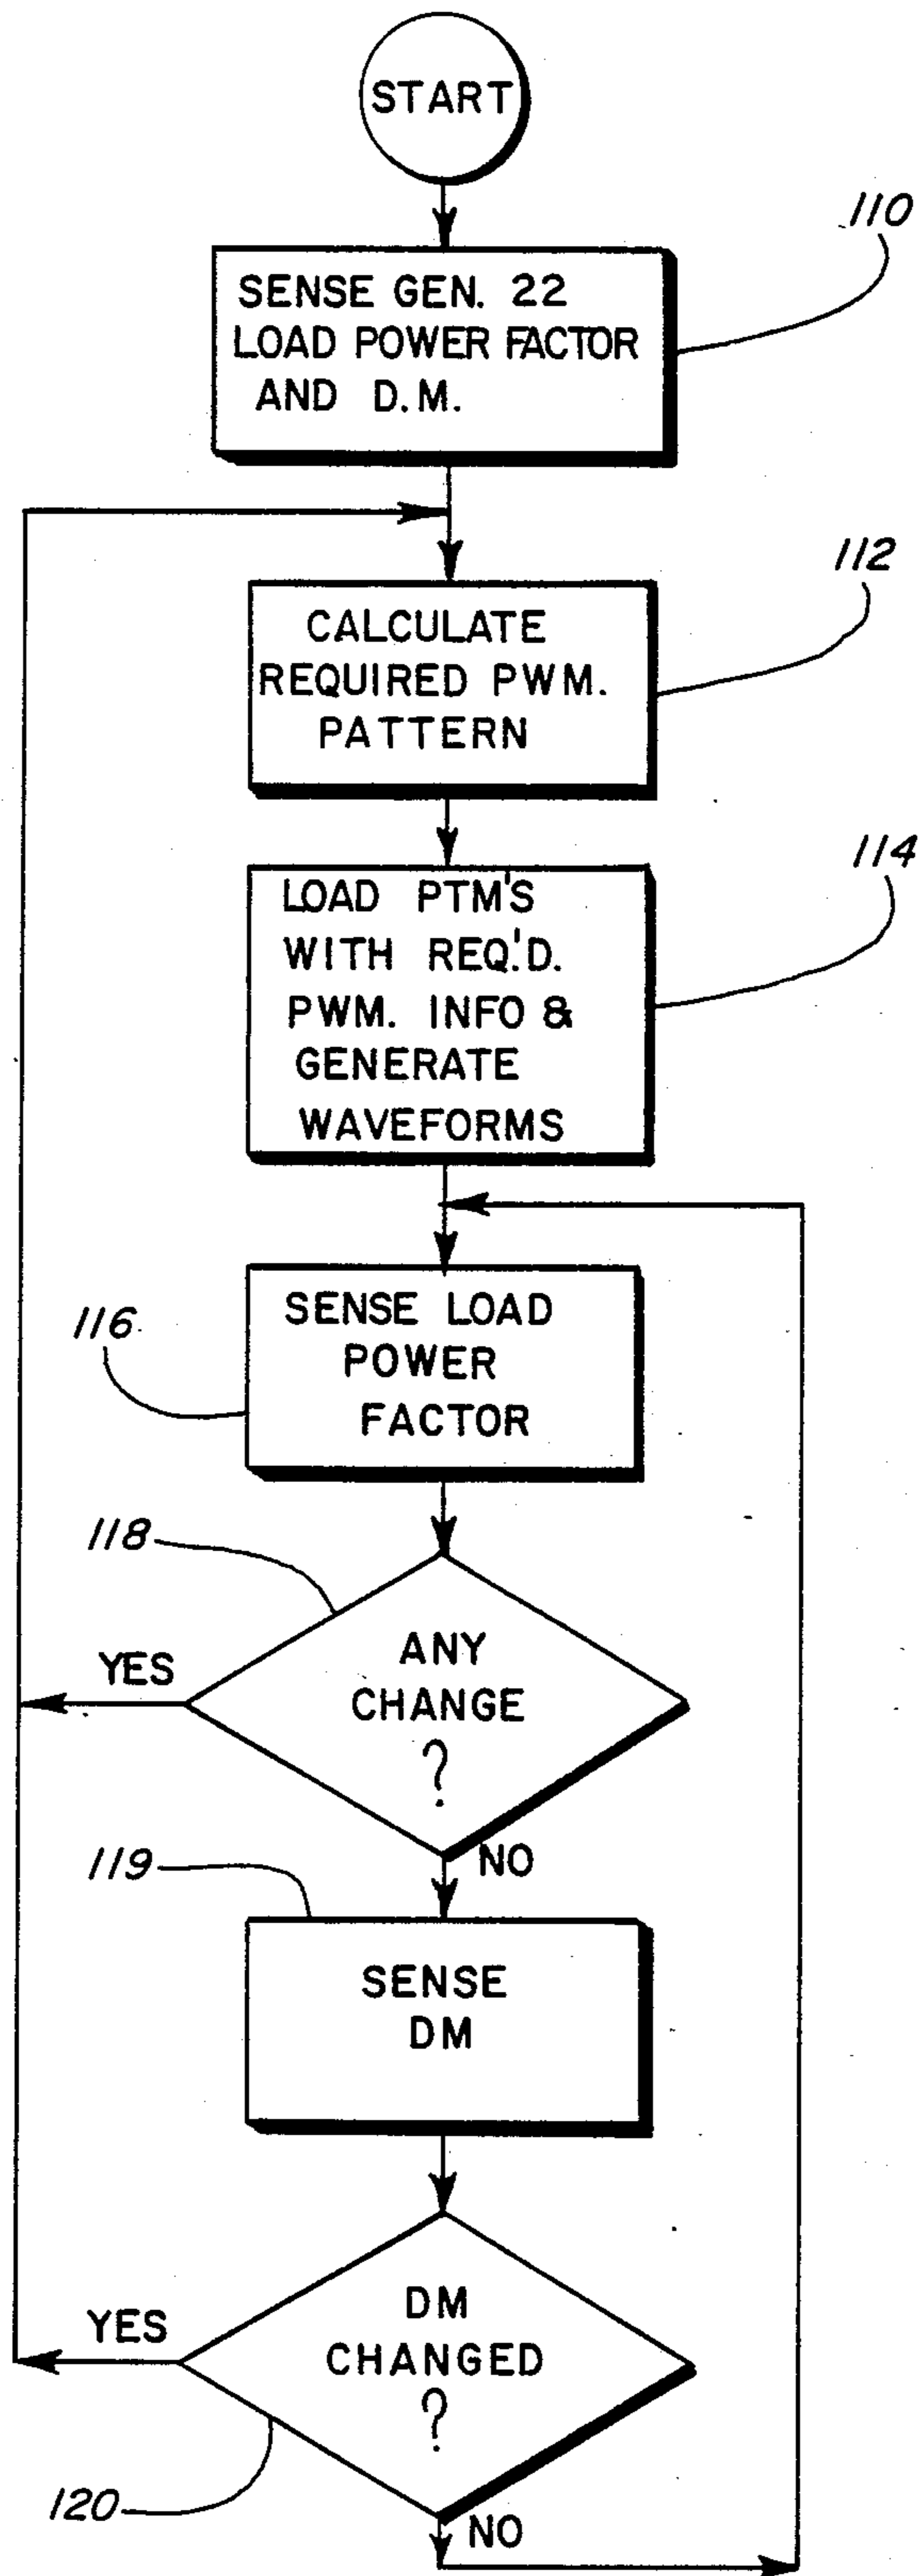 START
110
SENSE GEN. 22
LOAD POWER FACTOR
AND D.M.
112
CALCULATE
REQUIRED PWM.
PATTERN
114
LOAD PTM'S
WITH REQ'.D.
PWM. INFO &
GENERATE
WAVEFORMS
116
SENSE LOAD
POWER
FACTOR
118
YES
ANY
CHANGE
?
NO
119
SENSE
DM
YES
DM
CHANGED
?
120
NO